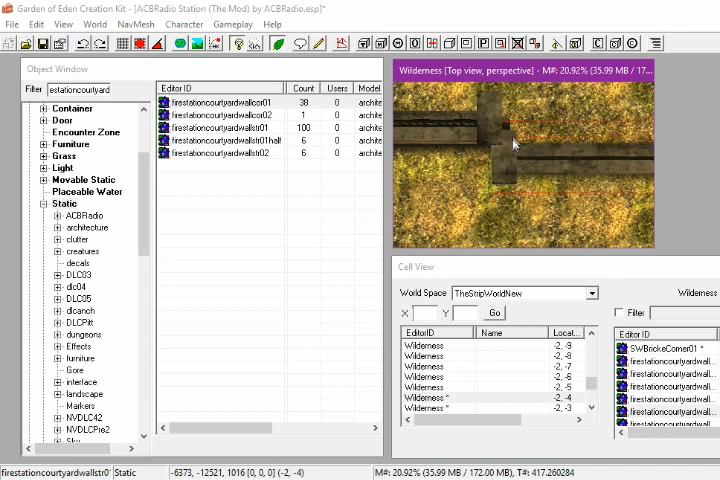 Garden of Eden Creation Kit - [ACBRadio Station (The Mod) by ACBRadio.esp]*
File Edit View World NavMesh Character Gameplay Help
Object Window
Filter estationcourtyard
Container
Door
Encounter Zone
Furniture
Grass
Light
Movable Static
Placeable Water
Static
ACBRadio
architecture
clutter
creatures
decals
DLC03
dlc04
DLC05
dlcanch
DLCPitt
dungeons
Effects
furniture
Gore
interface
landscape
Markers
NVDLC42
NVDLCPre2
Editor ID Count Users Model
firestationcourtyardwallcor01 38 0 archite
firestationcourtyardwallcor02 1 0 archite
firestationcourtyardwallstr01 100 0 archite
firestationcourtyardwallstr01half 6 0 archite
firestationcourtyardwallstr02 6 0 archite
Wilderness [Top view, perspective] - M#: 20.92% (35.99 MB / 17...
Cell View
World Space TheStripWorldNew Wilderness
X Y Go Filter
EditorID Name Locat...
Wilderness -2, -9
Wilderness -2, -8
Wilderness -2, -7
Wilderness -2, -6
Wilderness -2, -5
Wilderness * -2, -4
Wilderness * -2, -3
Editor ID
SWBrickeCorner01 *
firestationcourtyardwall...
firestationcourtyardwall...
firestationcourtyardwall...
firestationcourtyardwall...
firestationcourtyardwall...
firestationcourtyardwall...
firestationcourtyardwallstr0 Static -6373, -12521, 1016 [0, 0, 0] (-2, -4) M#: 20.92% (35.99 MB / 172.00 MB), T#: 417.260284